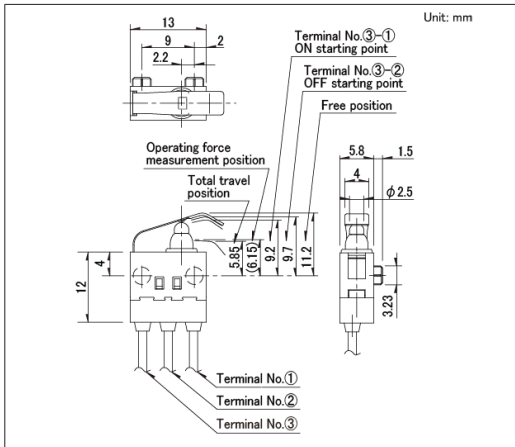 Unit: mm
13
9
2
2.2
Terminal No.③-①
ON starting point
Terminal No.③-②
OFF starting point
Free position
Operating force
measurement position
Total travel
position
5.8
1.5
4
φ2.5
4
12
5.85
(6.15)
9.2
9.7
11.2
3.23
Terminal No.①
Terminal No.②
Terminal No.③